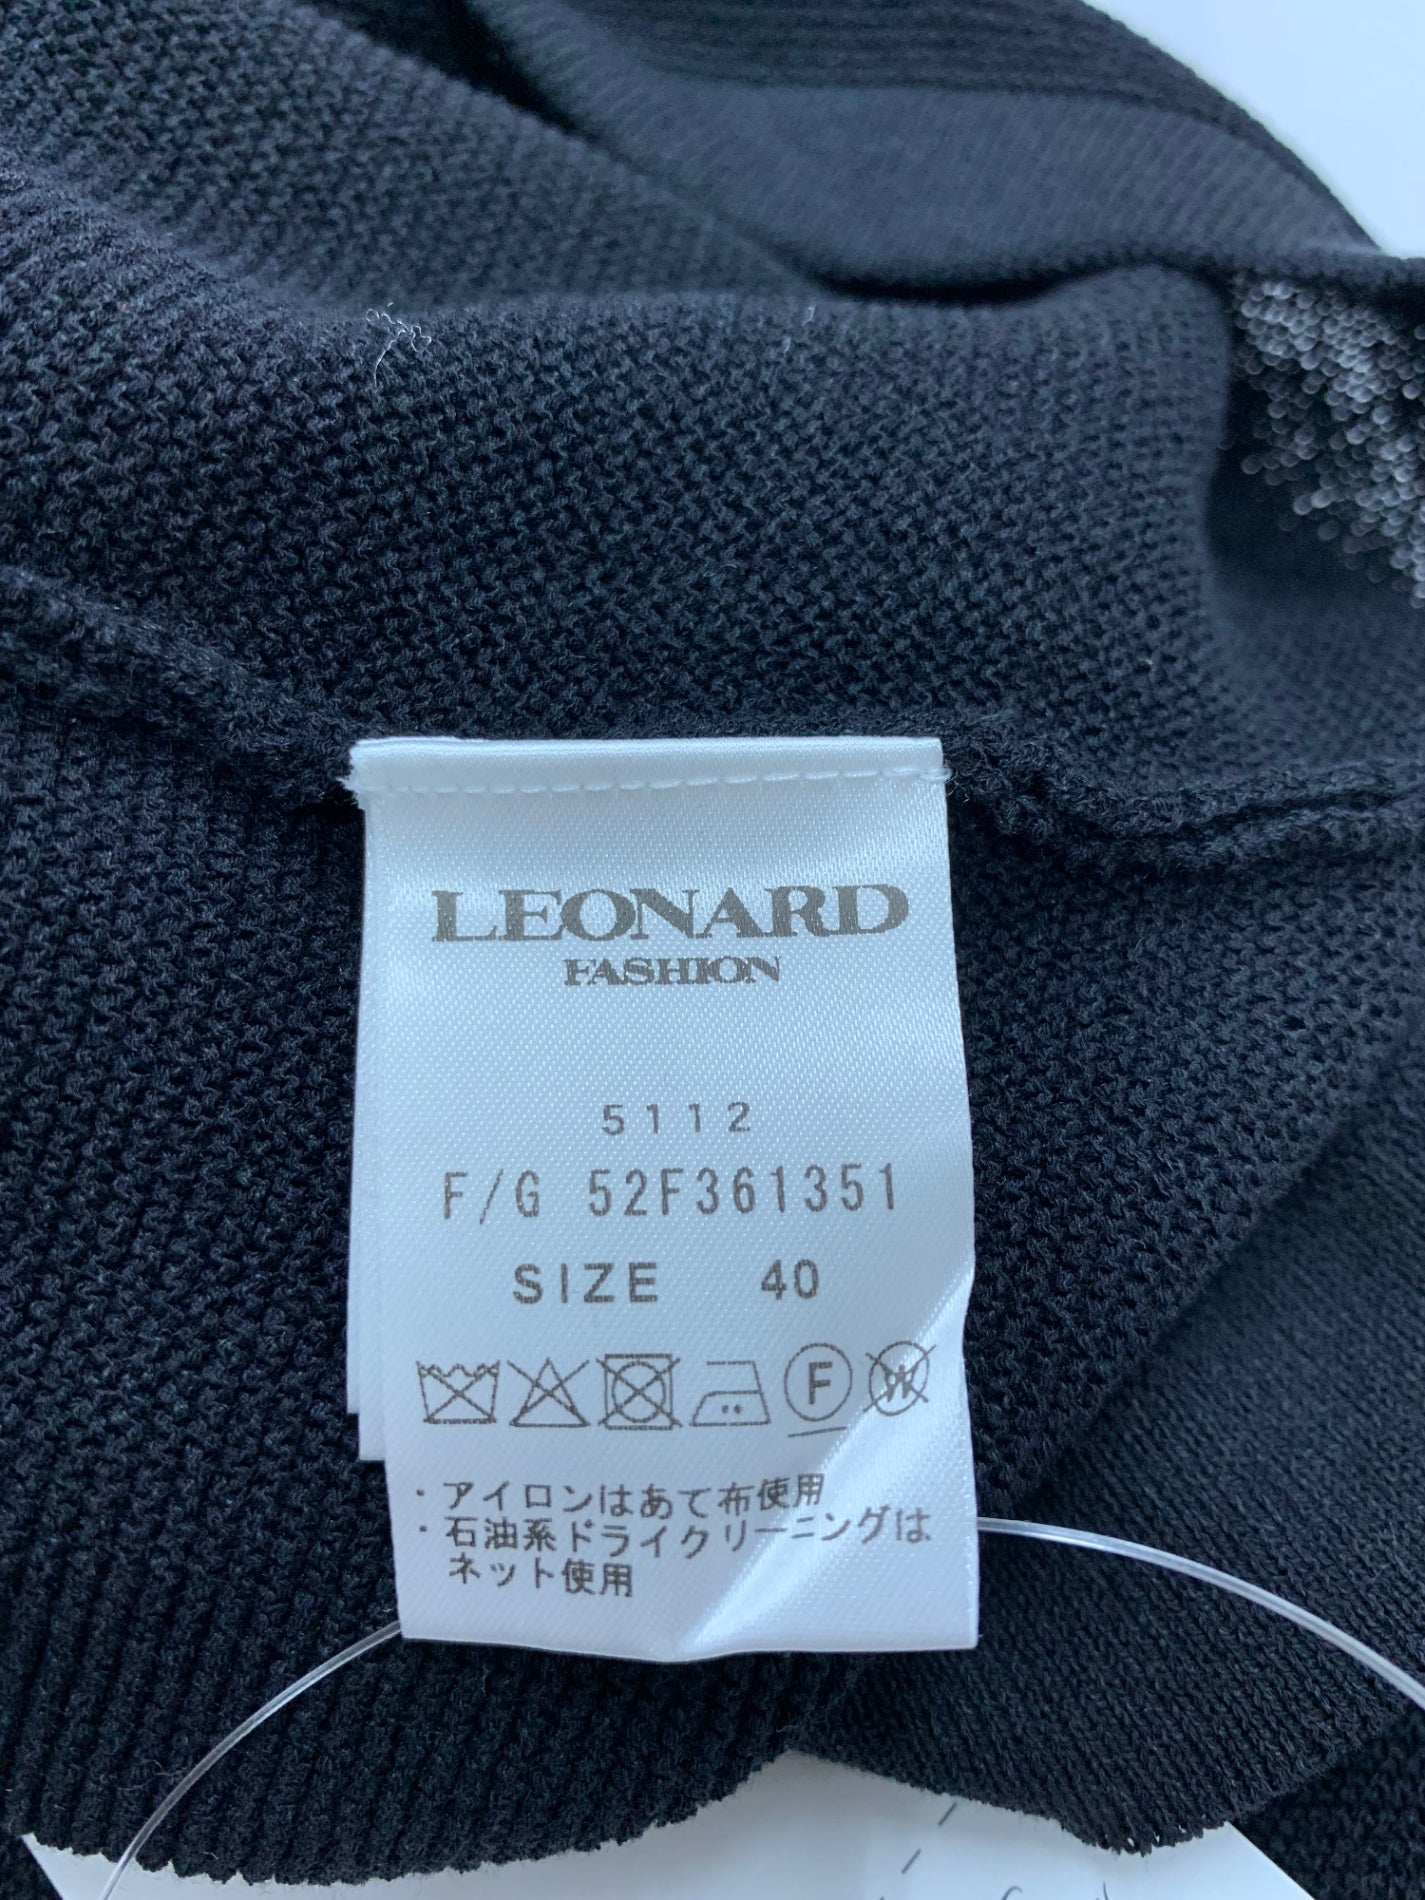 LEONARD
FASHION
5112
F/G 52F361351
SIZE 40
F W
・アイロンはあて布使用
・石油系ドライクリーニングは
ネット使用